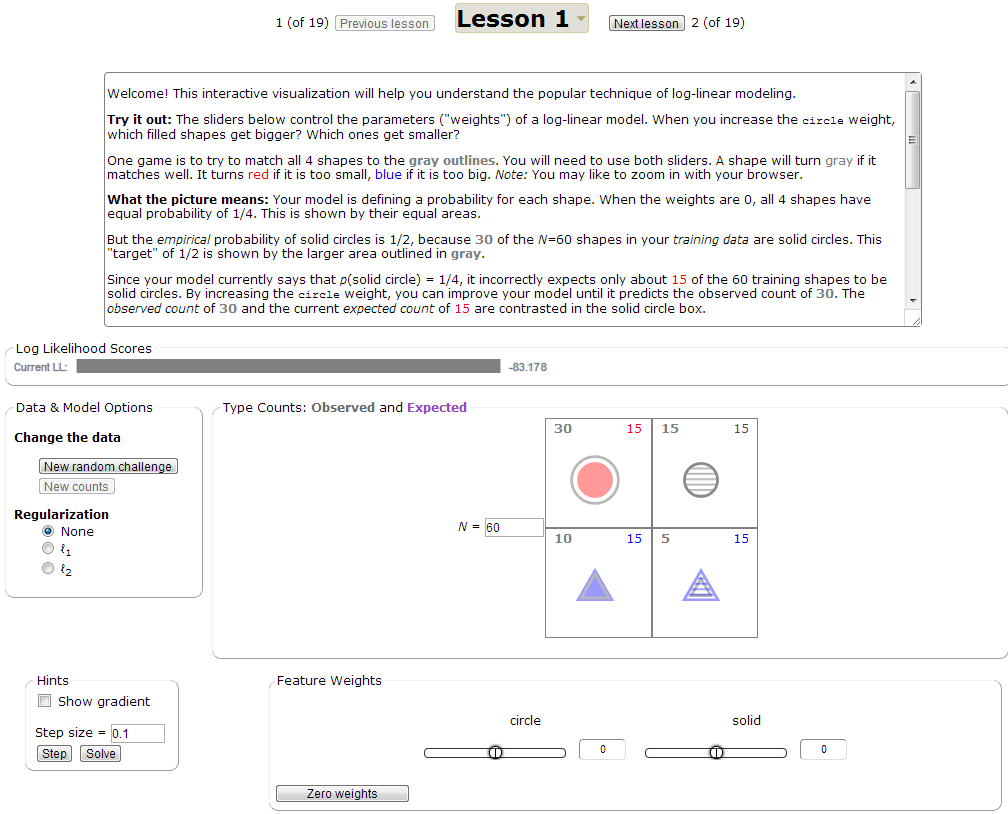 1 (of 19) Previous lesson Lesson 1 Next lesson 2 (of 19)
Welcome! This interactive visualization will help you understand the popular technique of log-linear modeling.
Try it out: The sliders below control the parameters ("weights") of a log-linear model. When you increase the circle weight,
which filled shapes get bigger? Which ones get smaller?
One game is to try to match all 4 shapes to the gray outlines. You will need to use both sliders. A shape will turn gray if it
matches well. It turns red if it is too small, blue if it is too big. Note: You may like to zoom in with your browser.
What the picture means: Your model is defining a probability for each shape. When the weights are 0, all 4 shapes have
equal probability of 1/4. This is shown by their equal areas.
But the empirical probability of solid circles is 1/2, because 30 of the N=60 shapes in your training data are solid circles. This
"target" of 1/2 is shown by the larger area outlined in gray.
Since your model currently says that p(solid circle) = 1/4, it incorrectly expects only about 15 of the 60 training shapes to be
solid circles. By increasing the circle weight, you can improve your model until it predicts the observed count of 30. The
observed count of 30 and the current expected count of 15 are contrasted in the solid circle box.
Log Likelihood Scores
Current LL: -83.178
Data & Model Options
Change the data
New random challenge
New counts
Regularization
None
ℓ1
ℓ2
Type Counts: Observed and Expected
30 15 15 15
N = 60
10 15 5 15
Hints
Show gradient
Step size = 0.1
Step Solve
Feature Weights
circle solid
0 0
Zero weights